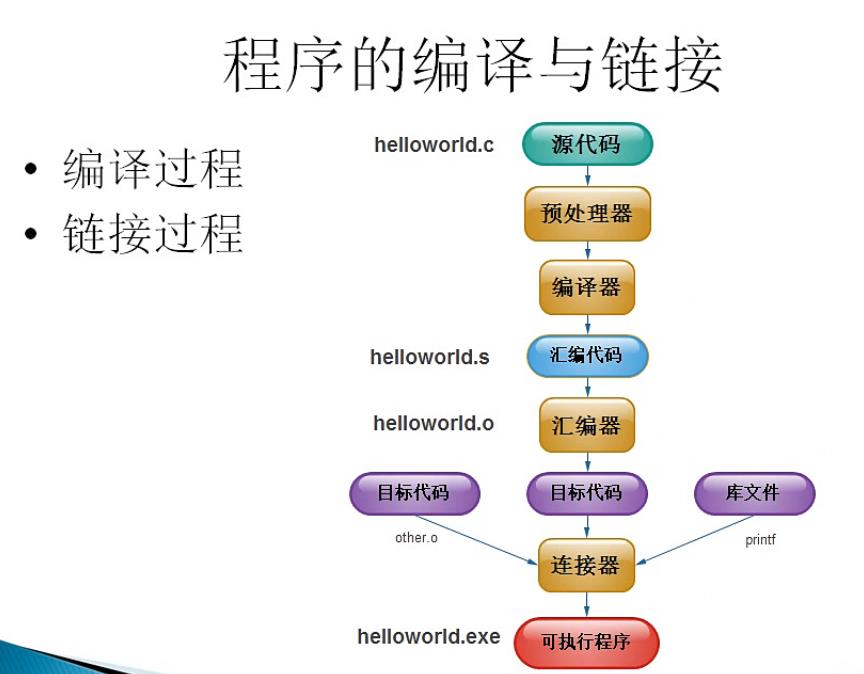 程序的编译与链接
• 编译过程
• 链接过程
helloworld.c 源代码
预处理器
编译器
helloworld.s 汇编代码
helloworld.o 汇编器
目标代码 目标代码 库文件
other.o printf
连接器
helloworld.exe 可执行程序